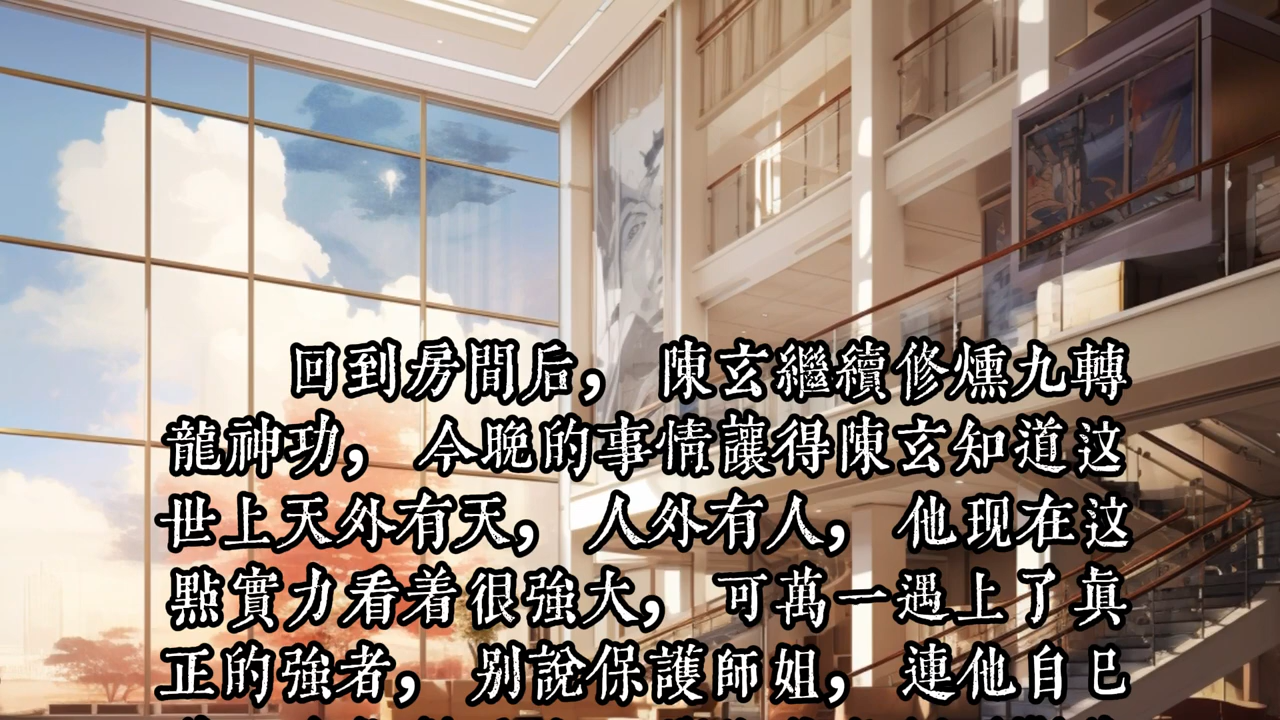 回到房間后，陳玄繼續修燻九轉
龍神功，今晚的事情讓得陳玄知道这
世上天外有天，人外有人，他现在这
點實力看着很強大，可萬一遇上了真
正的強者，别說保護師姐，連他自已